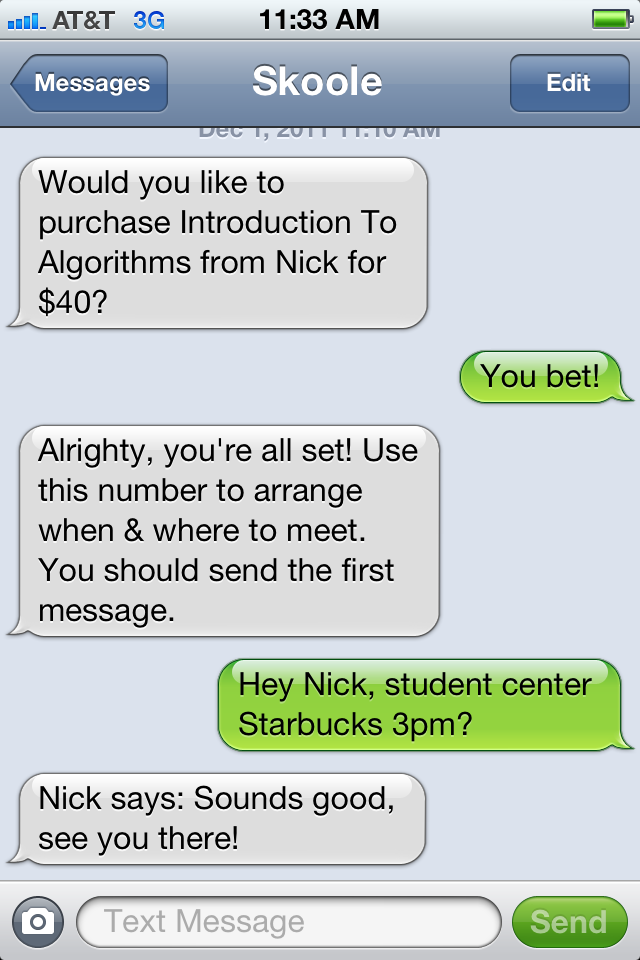 AT&T 3G 11:33 AM
Messages Skoole Edit
Dec 1, 2011 11:10 AM
Would you like to
purchase Introduction To
Algorithms from Nick for
$40?
You bet!
Alrighty, you're all set! Use
this number to arrange
when & where to meet.
You should send the first
message.
Hey Nick, student center
Starbucks 3pm?
Nick says: Sounds good,
see you there!
Text Message Send